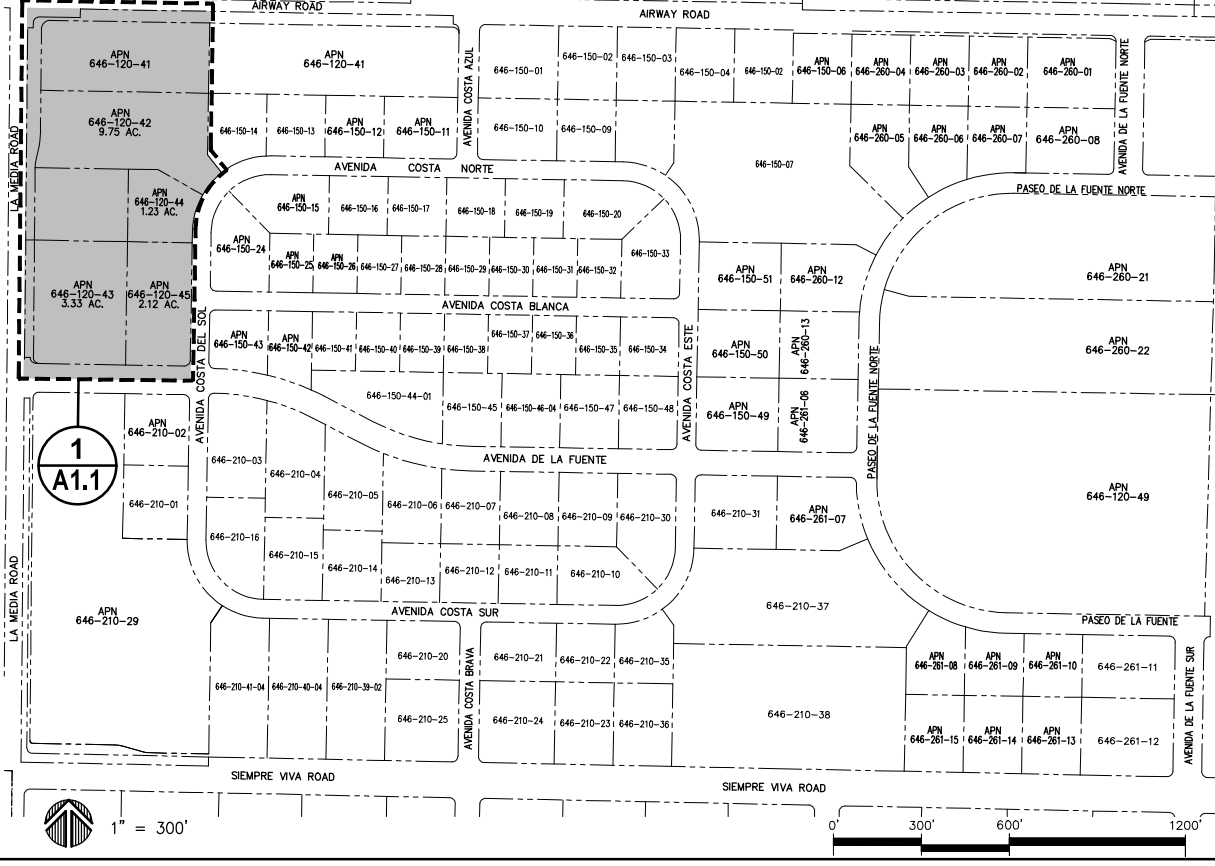 AIRWAY ROAD
AIRWAY ROAD
LA MEDIA ROAD
APN
646-120-41
APN
646-120-41
APN
646-120-42
9.75 AC.
646-150-14
646-150-13
APN
646-150-12
APN
646-150-11
AVENIDA COSTA AZUL
646-150-01
646-150-02
646-150-03
646-150-04
646-150-02
APN
646-150-06
APN
646-260-04
APN
646-260-03
APN
646-260-02
APN
646-260-01
AVENIDA DE LA FUENTE NORTE
646-150-10
646-150-09
646-150-07
APN
646-260-05
APN
646-260-06
APN
646-260-07
APN
646-260-08
AVENIDA COSTA NORTE
PASEO DE LA FUENTE NORTE
APN
646-120-44
1.23 AC.
APN
646-150-15
646-150-16
646-150-17
646-150-18
646-150-19
646-150-20
APN
646-150-24
APN
646-150-25
APN
646-150-26
646-150-27
646-150-28
646-150-29
646-150-30
646-150-31
646-150-32
646-150-33
APN
646-150-51
APN
646-260-12
APN
646-260-21
APN
646-120-43
3.33 AC.
APN
646-120-45
2.12 AC.
AVENIDA COSTA BLANCA
AVENIDA COSTA DEL SOL
APN
646-150-43
APN
646-150-42
646-150-41
646-150-40
646-150-39
646-150-38
646-150-37
646-150-36
646-150-35
646-150-34
AVENIDA COSTA ESTE
APN
646-150-50
APN
646-260-13
PASEO DE LA FUENTE NORTE
APN
646-260-22
646-150-44-01
646-150-45
646-150-46-04
646-150-47
646-150-48
APN
646-150-49
APN
646-261-06
1
A1.1
APN
646-210-02
AVENIDA DE LA FUENTE
646-210-01
646-210-03
646-210-04
646-210-05
646-210-06
646-210-07
646-210-08
646-210-09
646-210-30
646-210-31
APN
646-261-07
APN
646-120-49
646-210-16
646-210-15
646-210-14
646-210-13
646-210-12
646-210-11
646-210-10
LA MEDIA ROAD
APN
646-210-29
AVENIDA COSTA SUR
646-210-37
PASEO DE LA FUENTE
646-210-41-04
646-210-40-04
646-210-39-02
646-210-20
AVENIDA COSTA BRAVA
646-210-21
646-210-22
646-210-35
APN
646-261-08
APN
646-261-09
APN
646-261-10
646-261-11
AVENIDA DE LA FUENTE SUR
646-210-25
646-210-24
646-210-23
646-210-36
646-210-38
APN
646-261-15
APN
646-261-14
APN
646-261-13
646-261-12
SIEMPRE VIVA ROAD
SIEMPRE VIVA ROAD
1" = 300'
0'
300'
600'
1200'